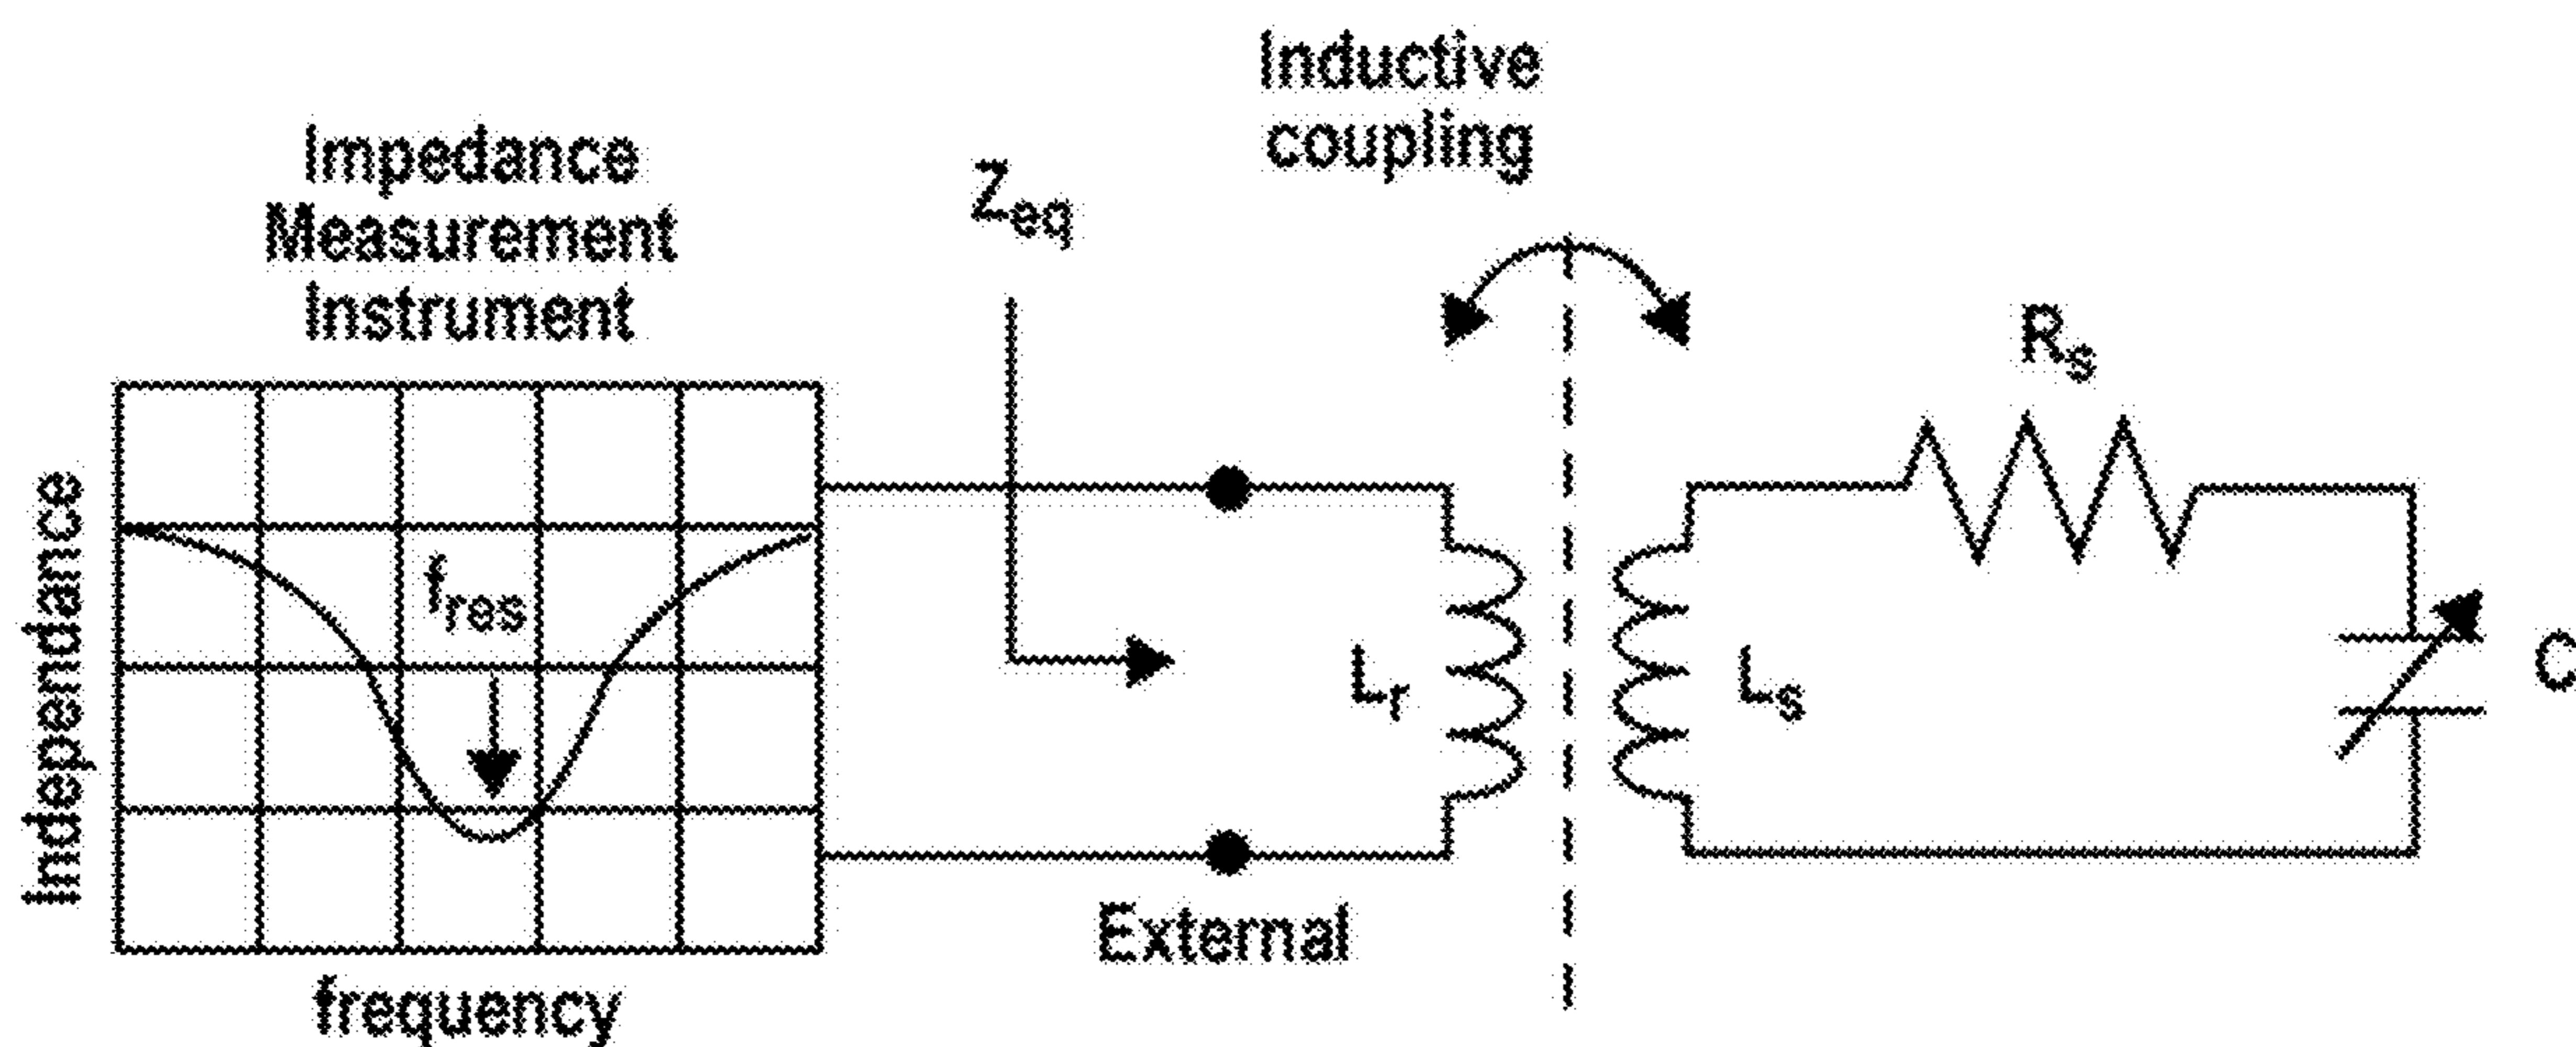 Inductive
coupling
Impedance
Measurement
Instrument
Zeq
Rs
Independance
fres
Lr
Ls
C
External
frequency